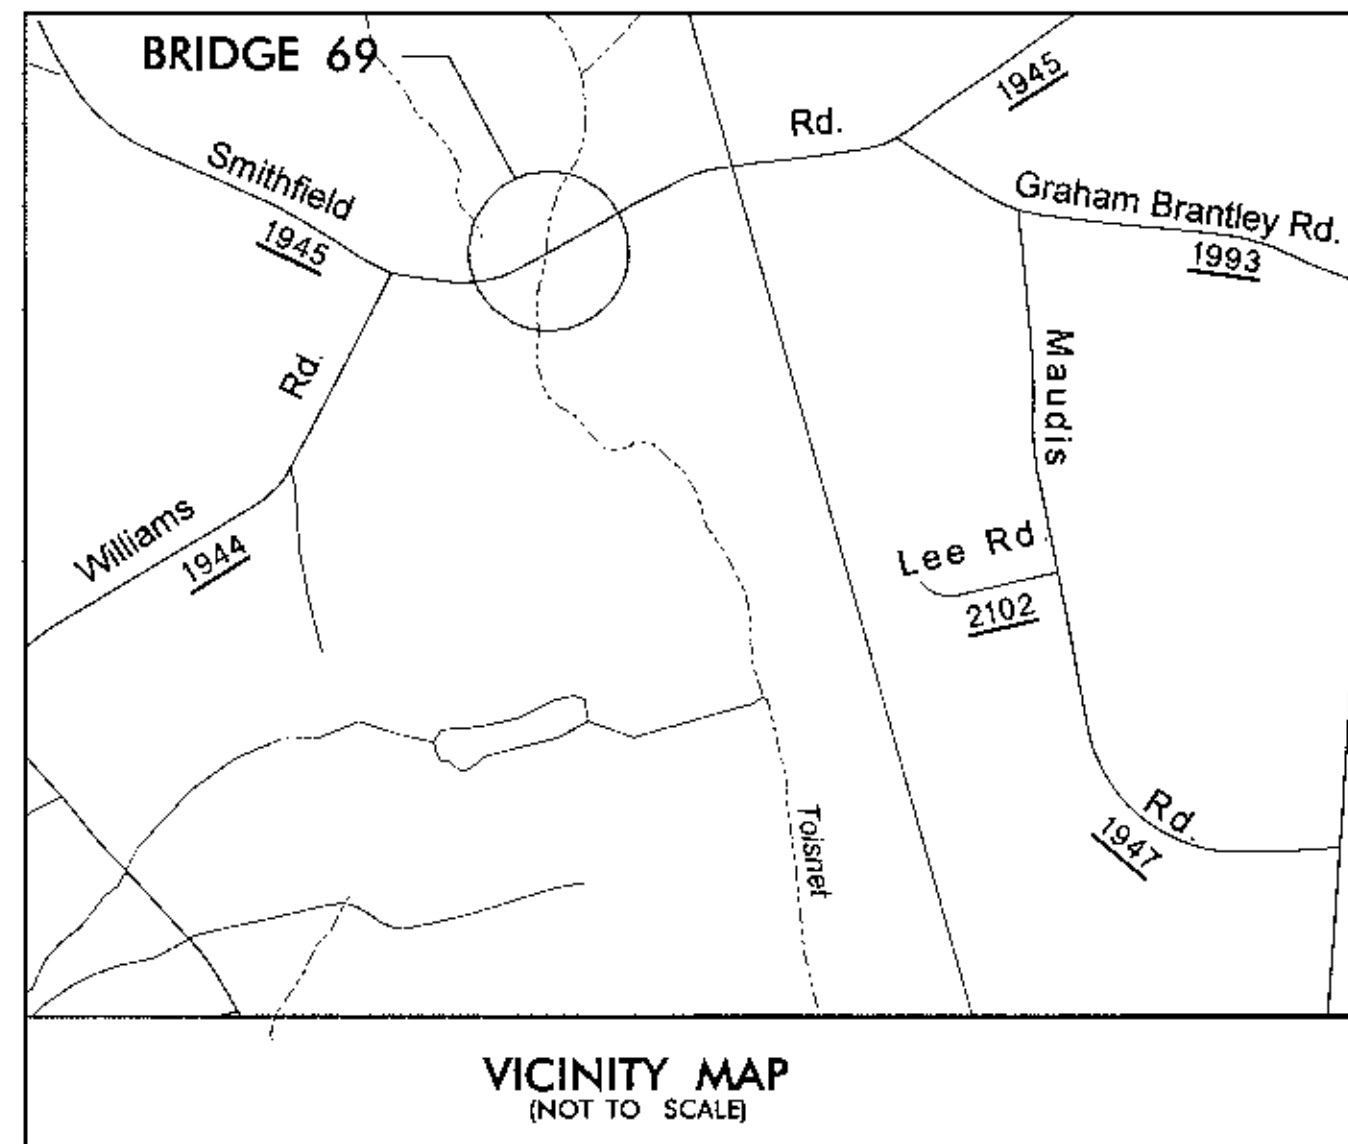 BRIDGE 69
1945
Rd.
Smithfield
1945
Graham Brantley Rd.
1993
Rd.
Maudis
Williams
1944
Lee Rd
2102
Rd.
1947
Toisnet
VICINITY MAP
(NOT TO SCALE)